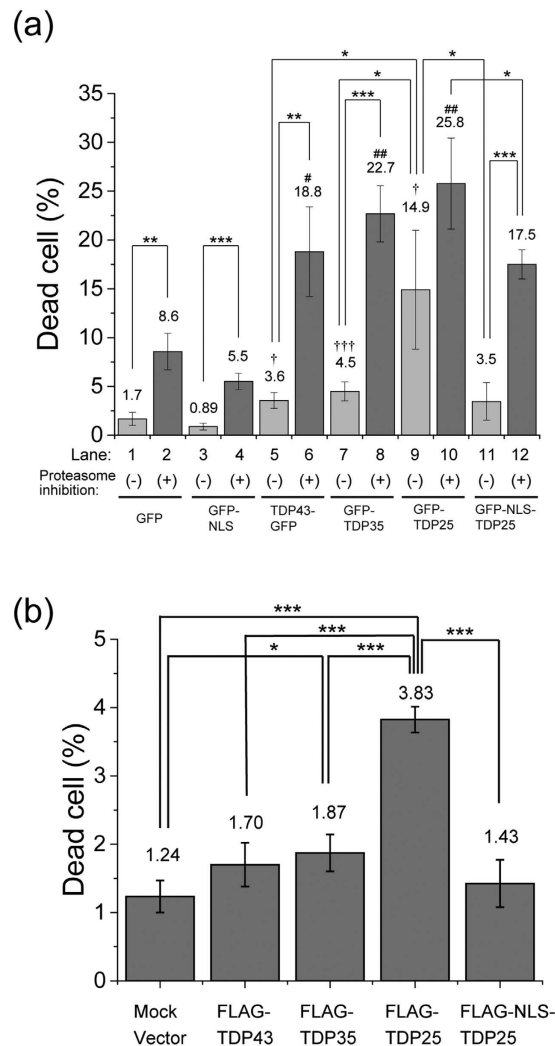 (a)
* *
* * *
** *** ## 25.8
## 22.7
# 18.8 † 14.9 *** 17.5
** ***
8.6 5.5 ††† 4.5
1.7 0.89 † 3.6 3.5
35
30
25
20
15
10
5
0
Dead cell (%)
Lane: 1 2 3 4 5 6 7 8 9 10 11 12
Proteasome
inhibition: (-) (+) (-) (+) (-) (+) (-) (+) (-) (+) (-) (+)
GFP GFP- TDP43- GFP- GFP- GFP-NLS-
NLS GFP TDP35 TDP25 TDP25
(b)
***
*** ***
* ***
3.83
1.24 1.70 1.87 1.43
5
4
3
2
1
0
Dead cell (%)
Mock FLAG- FLAG- FLAG- FLAG-NLS-
Vector TDP43 TDP35 TDP25 TDP25